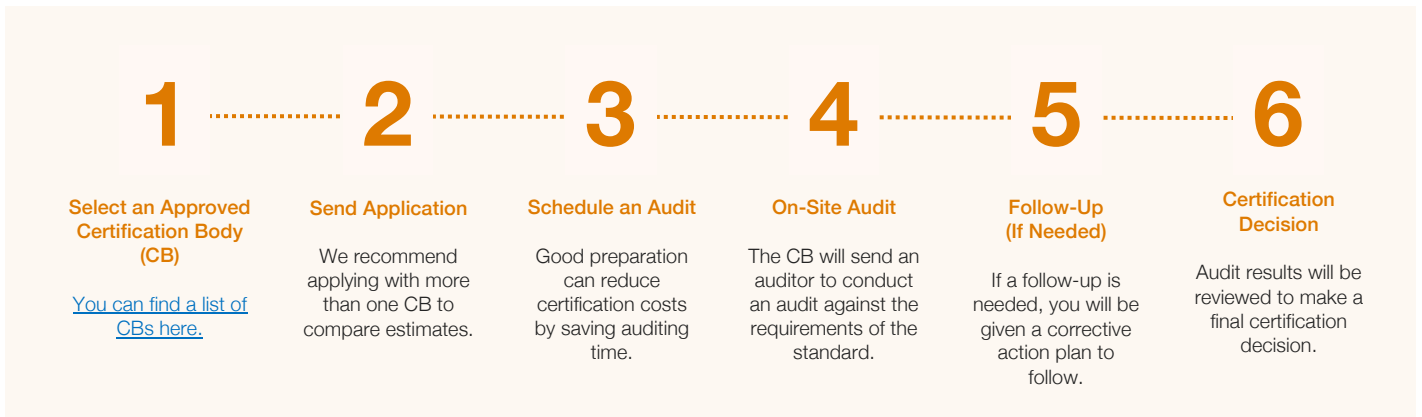 1
Select an Approved
Certification Body
(CB)
You can find a list of
CBs here.
2
Send Application
We recommend
applying with more
than one CB to
compare estimates.
3
Schedule an Audit
Good preparation
can reduce
certification costs
by saving auditing
time.
4
On-Site Audit
The CB will send an
auditor to conduct
an audit against the
requirements of the
standard.
5
Follow-Up
(If Needed)
If a follow-up is
needed, you will be
given a corrective
action plan to
follow.
6
Certification
Decision
Audit results will be
reviewed to make a
final certification
decision.